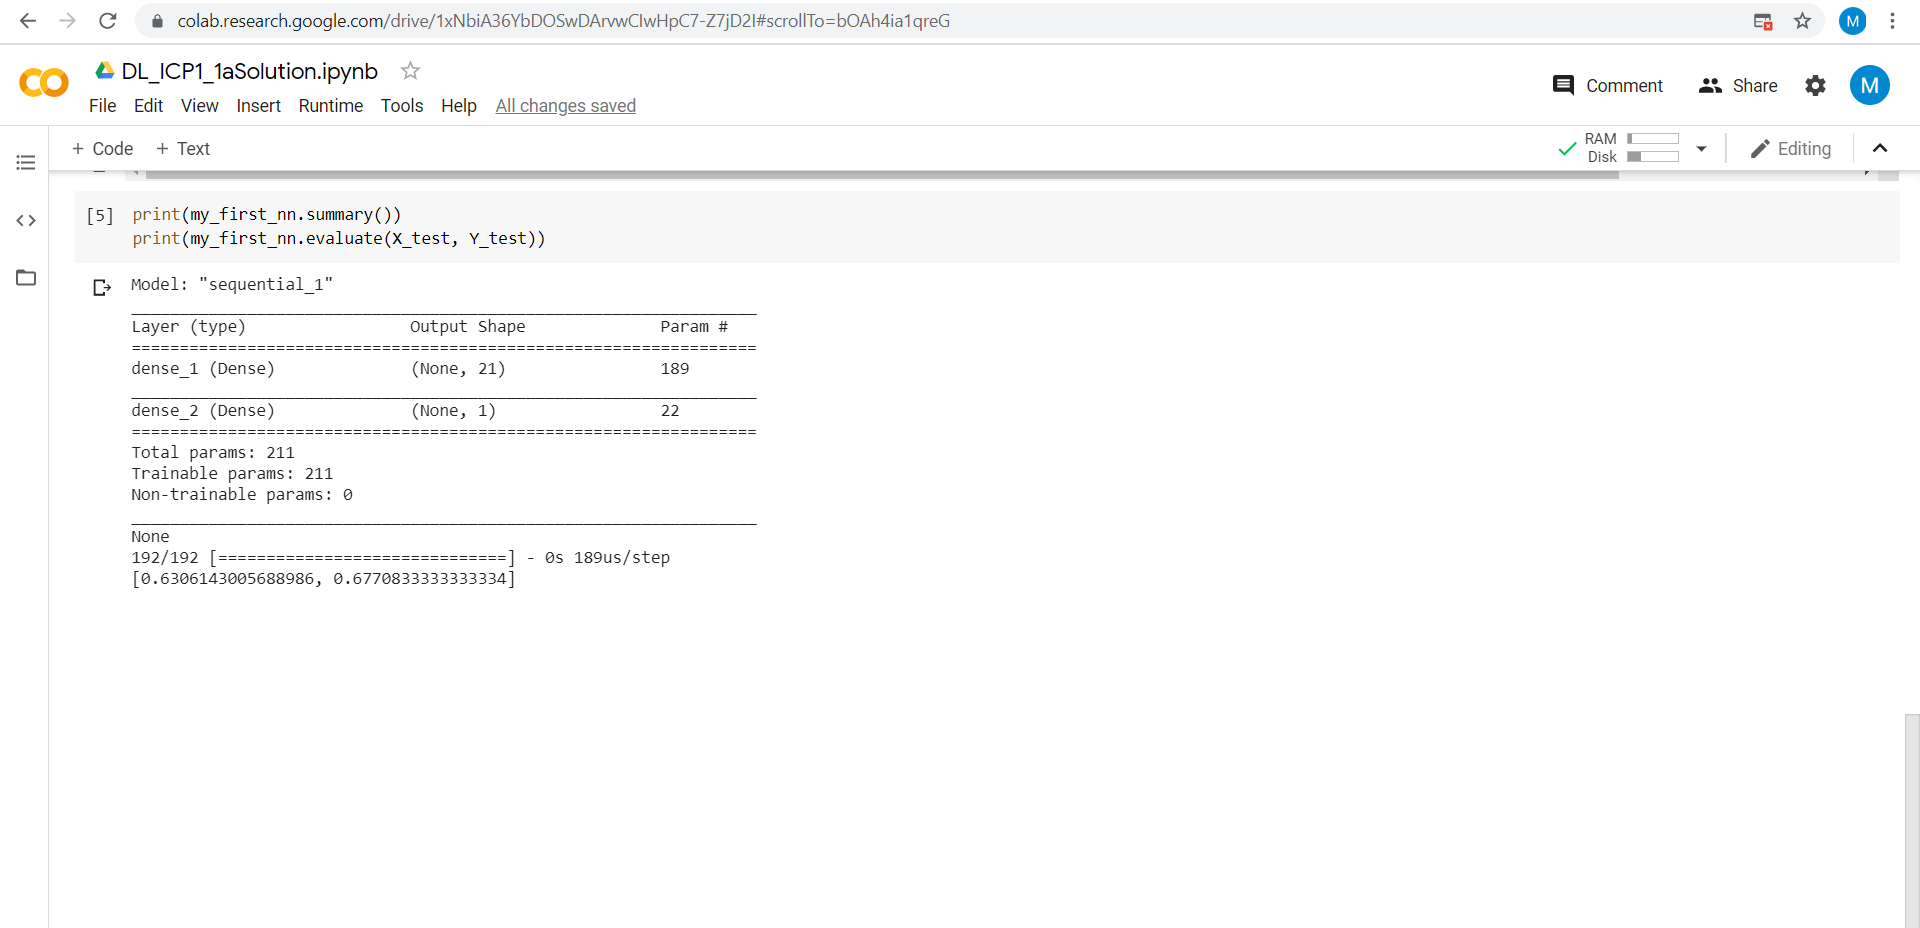 colab.research.google.com/drive/1xNbiA36YbDOSwDArvwCIwHpC7-Z7jD2I#scrollTo=bOAh4ia1qreG
M
DL_ICP1_1aSolution.ipynb
File Edit View Insert Runtime Tools Help All changes saved
Comment Share M
+ Code + Text
RAM
Disk
Editing
[5] print(my_first_nn.summary())
print(my_first_nn.evaluate(X_test, Y_test))
Model: "sequential_1"
_________________________________________________________________
Layer (type) Output Shape Param #
=================================================================
dense_1 (Dense) (None, 21) 189
_________________________________________________________________
dense_2 (Dense) (None, 1) 22
=================================================================
Total params: 211
Trainable params: 211
Non-trainable params: 0
_________________________________________________________________
None
192/192 [==============================] - 0s 189us/step
[0.6306143005688986, 0.6770833333333334]